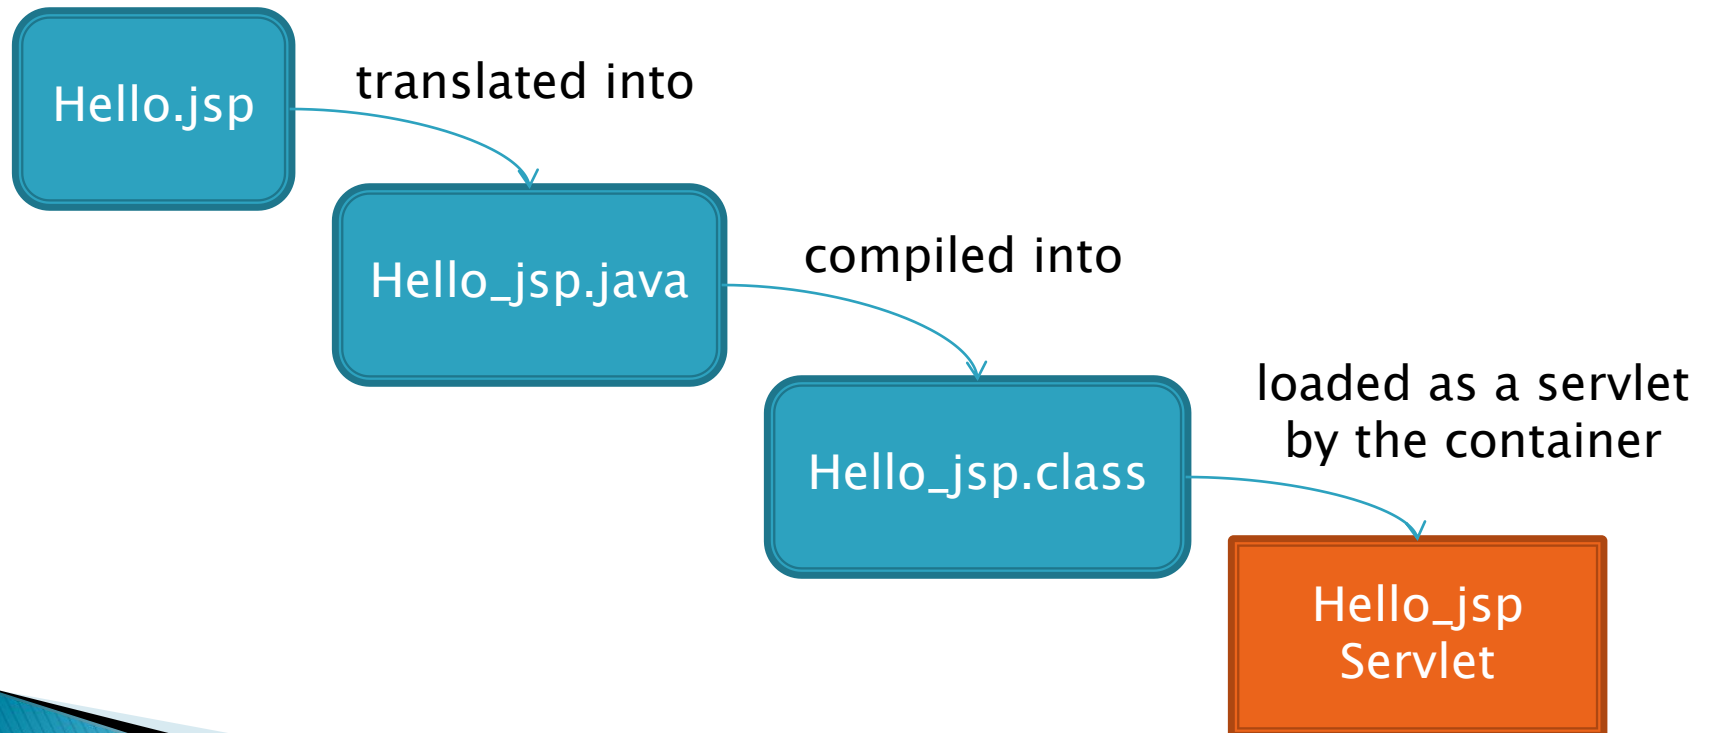 Hello.jsp
translated into
Hello_jsp.java
compiled into
Hello_jsp.class
loaded as a servlet
by the container
Hello_jsp
Servlet